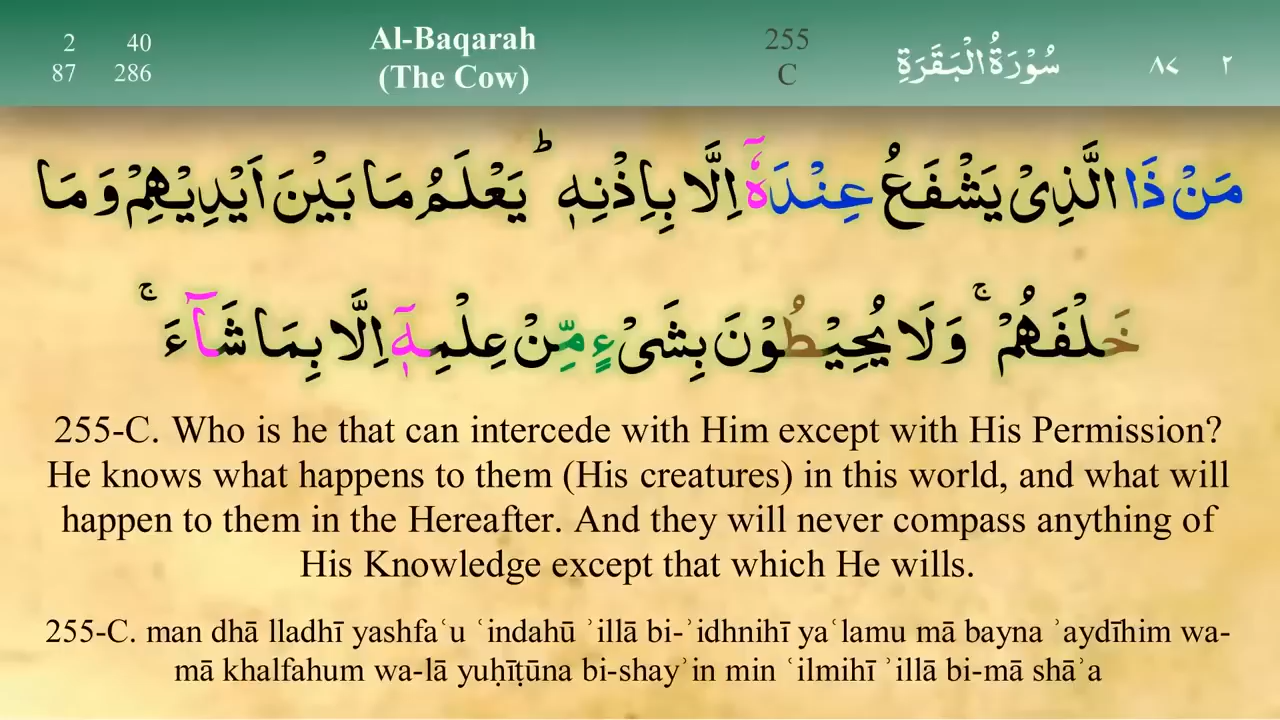 2 40 Al-Baqarah 255 سُوْرَةُ الْبَقَرَةِ ٨٧ ٢
87 286 (The Cow) C
مَنْ ذَا الَّذِىْ يَشْفَعُ عِنْدَهٗۤ اِلَّا بِاِذْنِهٖ ؕ يَعْلَمُ مَا بَيْنَ اَيْدِيْهِمْ وَ مَا
خَلْفَهُمْ ۚ وَلَا يُحِيْطُوْنَ بِشَىْءٍ مِّنْ عِلْمِهٖۤ اِلَّا بِمَا شَآءَ ۚ
255-C. Who is he that can intercede with Him except with His Permission?
He knows what happens to them (His creatures) in this world, and what will
happen to them in the Hereafter. And they will never compass anything of
His Knowledge except that which He wills.
255-C. man dhā lladhī yashfaʿu ʿindahū ʾillā bi-ʾidhnihī yaʿlamu mā bayna ʾaydīhim wa-
mā khalfahum wa-lā yuḥīṭūna bi-shayʾin min ʿilmihī ʾillā bi-mā shāʾa